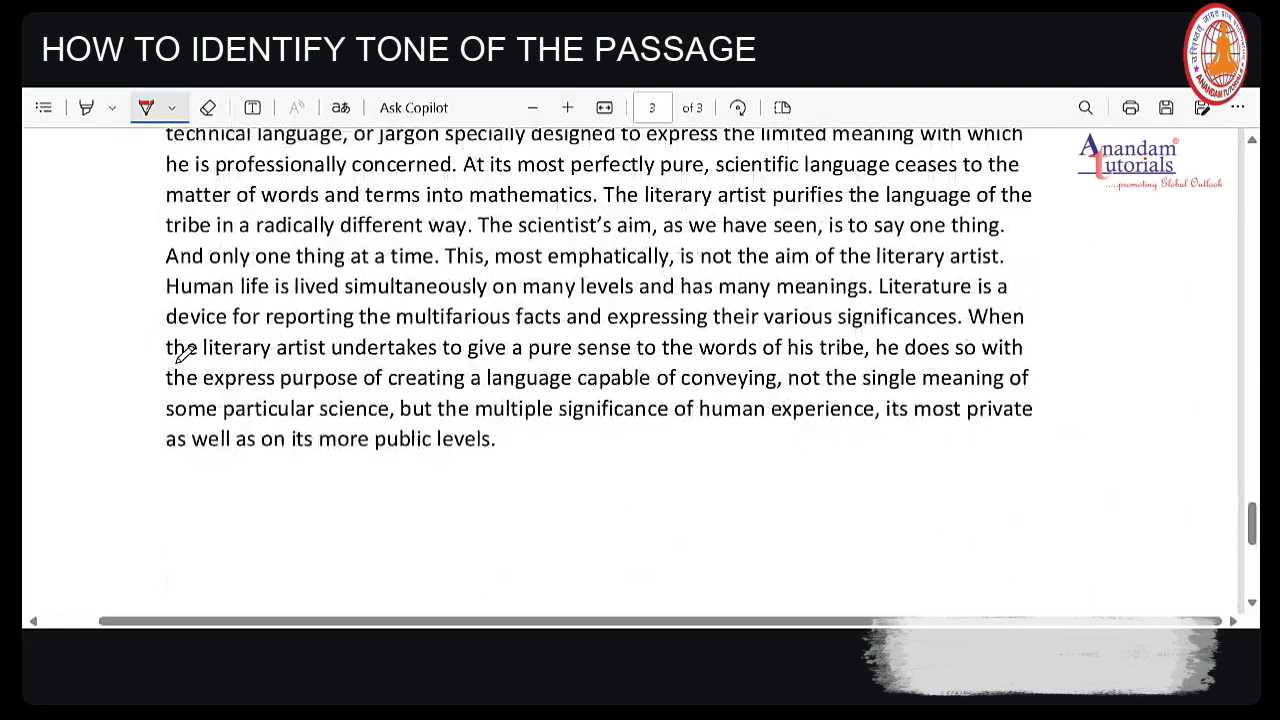 HOW TO IDENTIFY TONE OF THE PASSAGE
Ask Copilot
3 of 3
Anandam
tutorials
.....promoting Global Outlook
technical language, or jargon specially designed to express the limited meaning with which
he is professionally concerned. At its most perfectly pure, scientific language ceases to the
matter of words and terms into mathematics. The literary artist purifies the language of the
tribe in a radically different way. The scientist’s aim, as we have seen, is to say one thing.
And only one thing at a time. This, most emphatically, is not the aim of the literary artist.
Human life is lived simultaneously on many levels and has many meanings. Literature is a
device for reporting the multifarious facts and expressing their various significances. When
the literary artist undertakes to give a pure sense to the words of his tribe, he does so with
the express purpose of creating a language capable of conveying, not the single meaning of
some particular science, but the multiple significance of human experience, its most private
as well as on its more public levels.